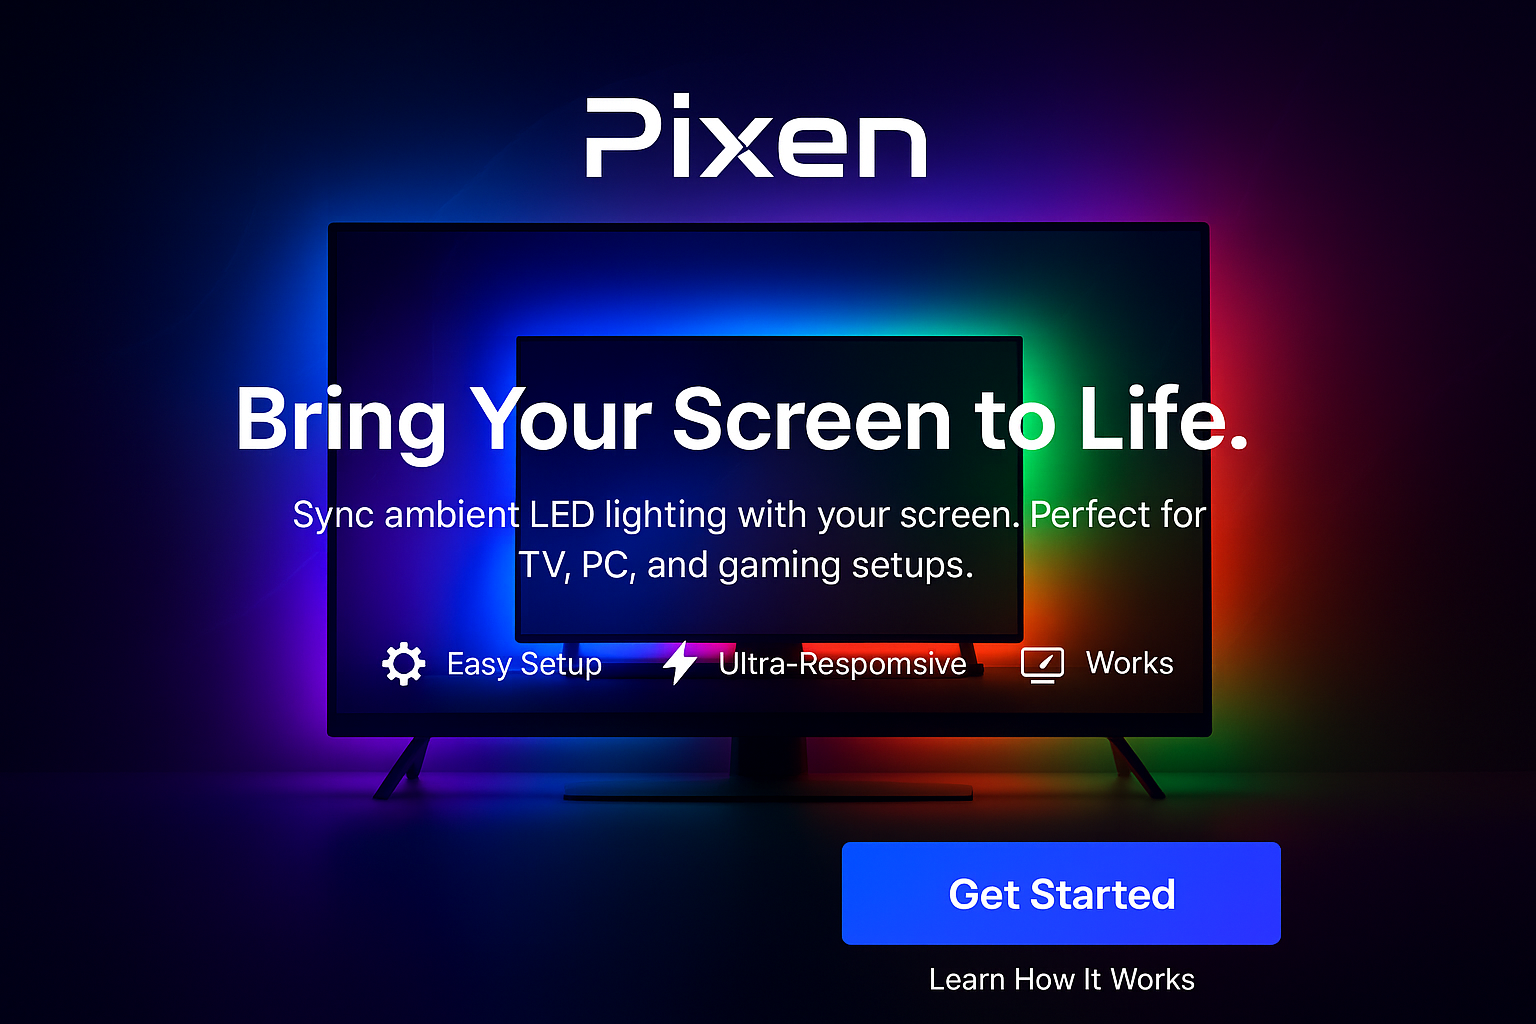 Pixen
Bring Your Screen to Life.
Sync ambient LED lighting with your screen. Perfect for
TV, PC, and gaming setups.
Easy Setup
Ultra-Respomsive
Works
Get Started
Learn How It Works